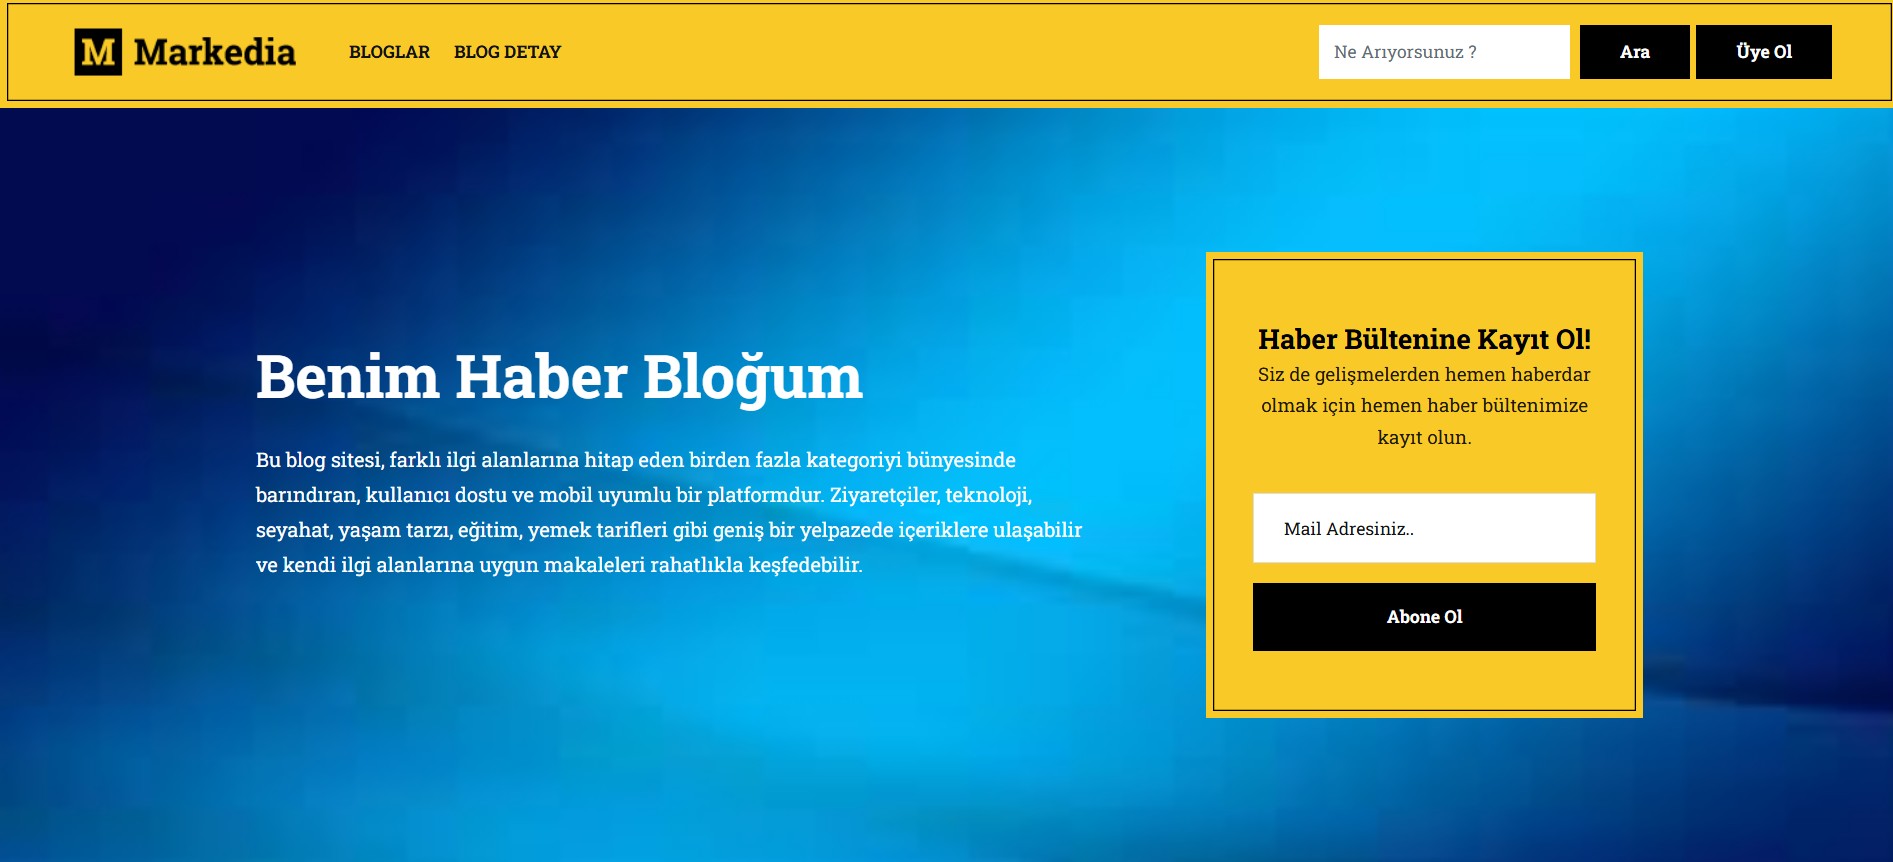 M Markedia BLOGLAR BLOG DETAY Ne Arıyorsunuz ? Ara Üye Ol
Benim Haber Bloğum
Bu blog sitesi, farklı ilgi alanlarına hitap eden birden fazla kategoriyi bünyesinde
barındıran, kullanıcı dostu ve mobil uyumlu bir platformdur. Ziyaretçiler, teknoloji,
seyahat, yaşam tarzı, eğitim, yemek tarifleri gibi geniş bir yelpazede içeriklere ulaşabilir
ve kendi ilgi alanlarına uygun makaleleri rahatlıkla keşfedebilir.
Haber Bültenine Kayıt Ol!
Siz de gelişmelerden hemen haberdar
olmak için hemen haber bültenimize
kayıt olun.
Mail Adresiniz..
Abone Ol